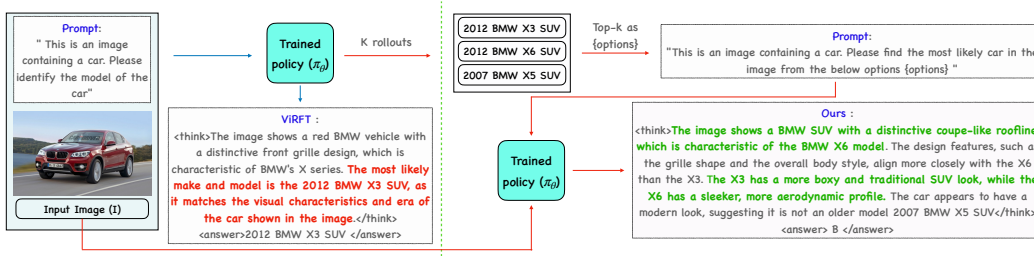 Prompt:
" This is an image
containing a car. Please
identify the model of the
car"
Input Image (I)
Trained
policy (πθ)
K rollouts
ViRFT :
<think>The image shows a red BMW vehicle with
a distinctive front grille design, which is
characteristic of BMW's X series. The most likely
make and model is the 2012 BMW X3 SUV, as
it matches the visual characteristics and era of
the car shown in the image.</think>
<answer>2012 BMW X3 SUV </answer>
2012 BMW X3 SUV
2012 BMW X6 SUV
2007 BMW X5 SUV
Top-k as
{options}
Prompt:
"This is an image containing a car. Please find the most likely car in the
image from the below options {options} "
Trained
policy (πθ)
Ours :
<think>The image shows a BMW SUV with a distinctive coupe-like roofline
which is characteristic of the BMW X6 model. The design features, such a
the grille shape and the overall body style, align more closely with the X6
than the X3. The X3 has a more boxy and traditional SUV look, while the
X6 has a sleeker, more aerodynamic profile. The car appears to have a
modern look, suggesting it is not an older model 2007 BMW X5 SUV</think>
<answer> B </answer>